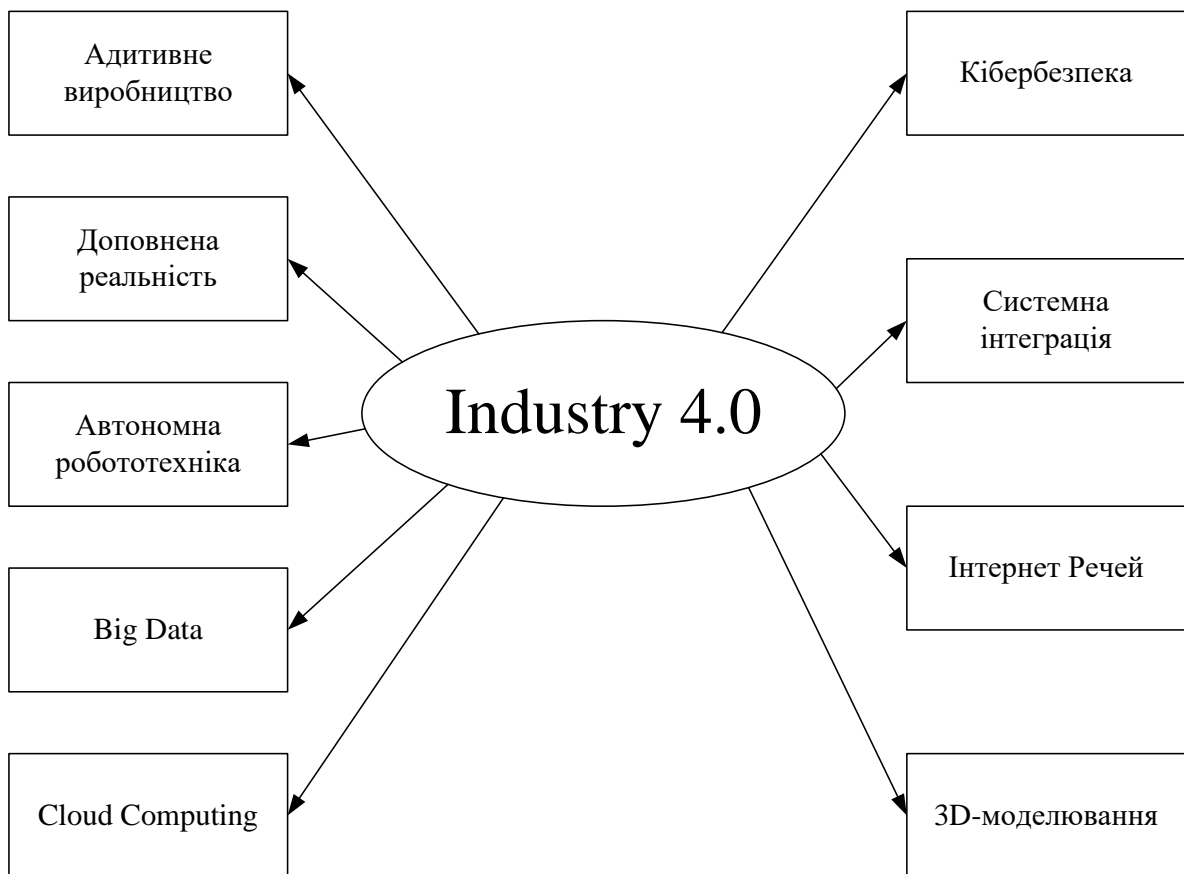 Адитивне
виробництво
Доповнена
реальність
Автономна
робототехніка
Big Data
Cloud Computing
Industry 4.0
Кібербезпека
Системна
інтеграція
Інтернет Речей
3D-моделювання